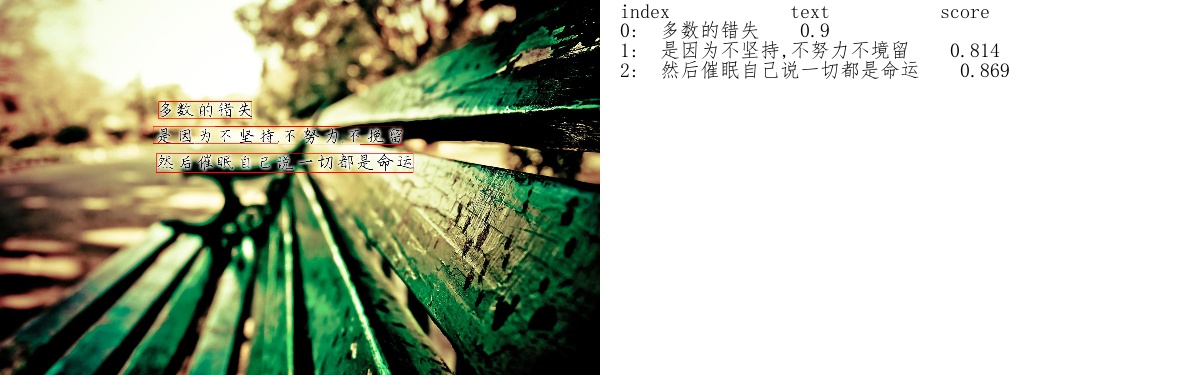 多数的错失
是因为不坚持,不努力不挽留
然后催眠自己说一切都是命运
index text score
0: 多数的错失 0.9
1: 是因为不坚持,不努力不境留 0.814
2: 然后催眠自己说一切都是命运 0.869